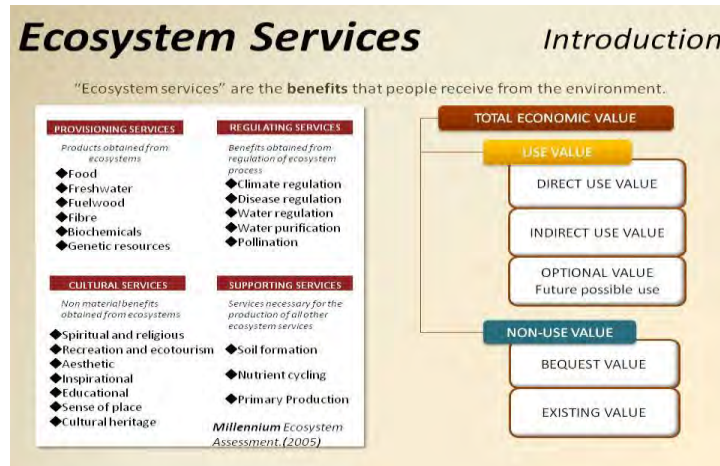 Ecosystem Services
Introduction
“Ecosystem services” are the benefits that people receive from the environment.
PROVISIONING SERVICES
Products obtained from
ecosystems
◆Food
◆Freshwater
◆Fuelwood
◆Fibre
◆Biochemicals
◆Genetic resources
REGULATING SERVICES
Benefits obtained from
regulation of ecosystem
process
◆Climate regulation
◆Disease regulation
◆Water regulation
◆Water purification
◆Pollination
CULTURAL SERVICES
Non material benefits
obtained from ecosystems
◆Spiritual and religious
◆Recreation and ecotourism
◆Aesthetic
◆Inspirational
◆Educational
◆Sense of place
◆Cultural heritage
SUPPORTING SERVICES
Services necessary for the
production of all other
ecosystem services
◆Soil formation
◆Nutrient cycling
◆Primary Production
Millennium Ecosystem
Assessment.(2005)
TOTAL ECONOMIC VALUE
USE VALUE
DIRECT USE VALUE
INDIRECT USE VALUE
OPTIONAL VALUE
Future possible use
NON-USE VALUE
BEQUEST VALUE
EXISTING VALUE